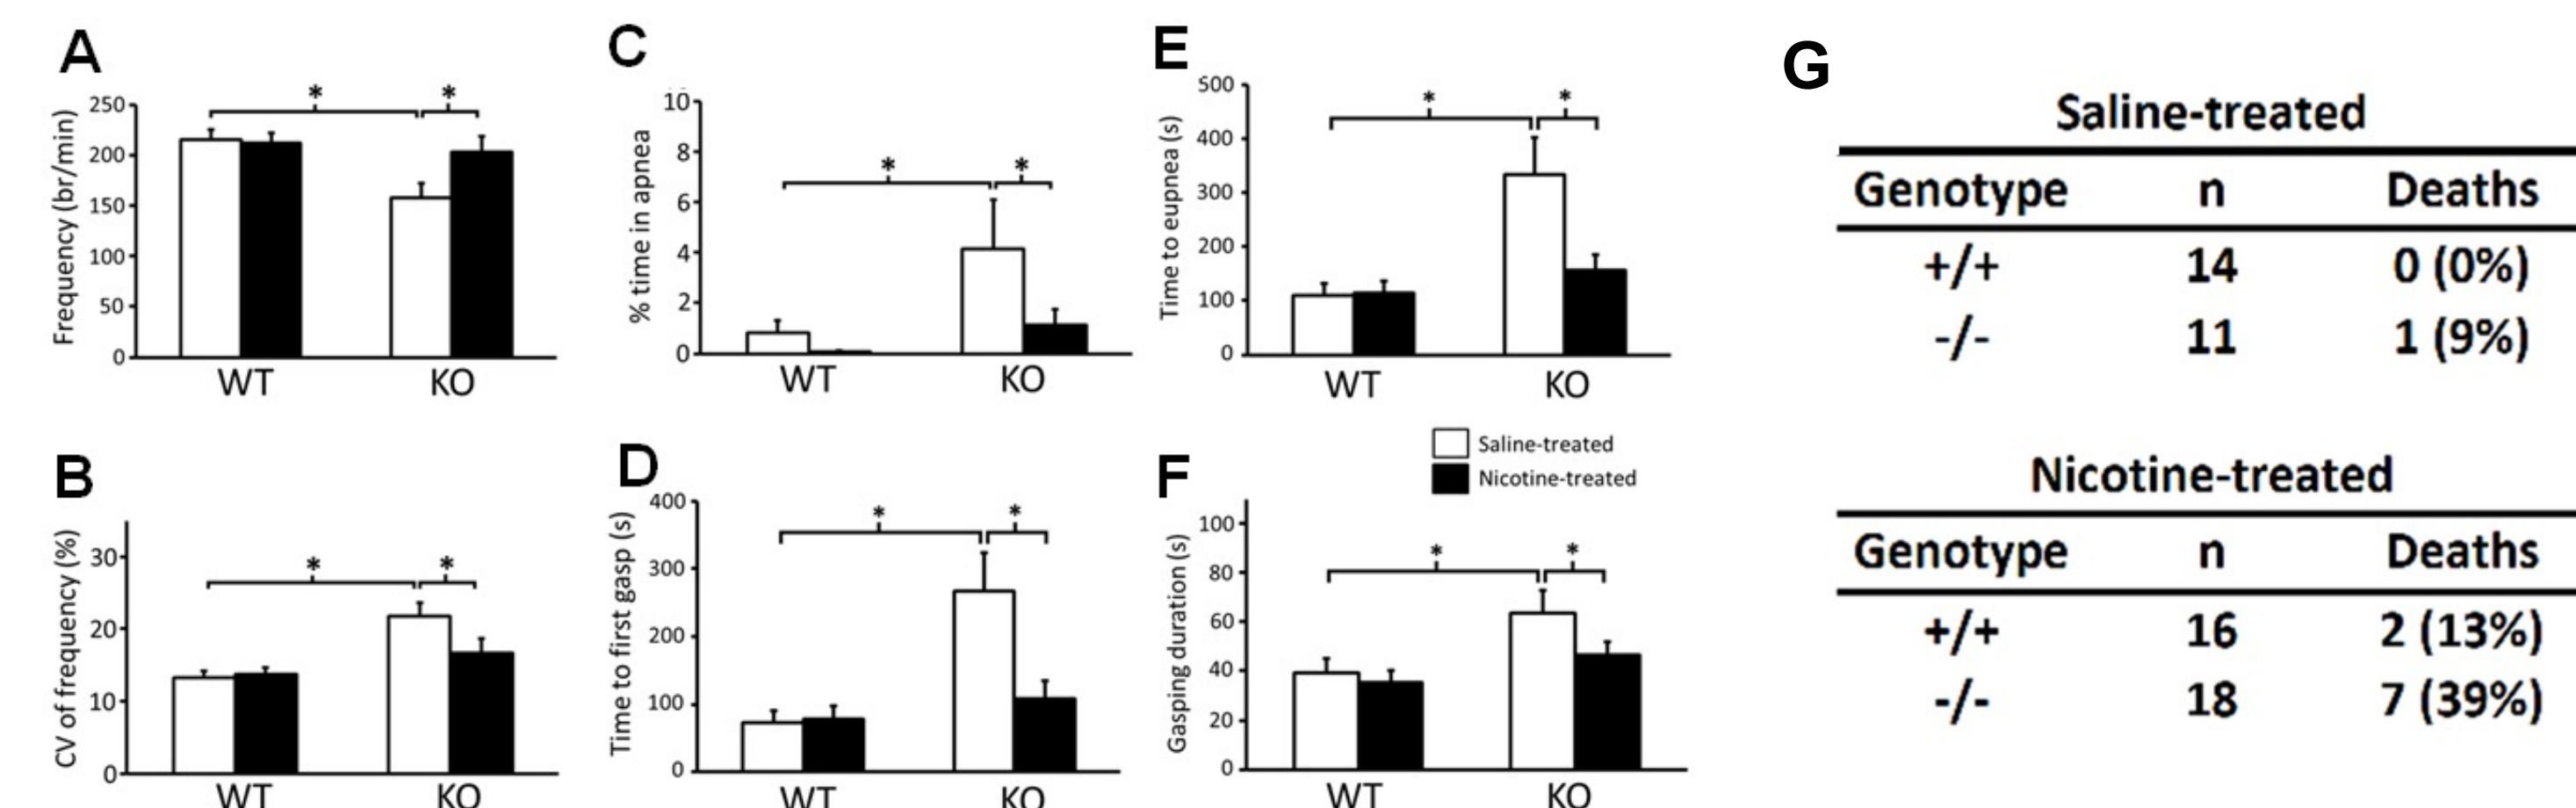 A
Frequency (br/min)
250
200
150
100
50
0
*
*
WT
KO
B
CV of frequency (%)
30
20
10
0
*
*
WT
KO
C
% time in apnea
10
8
6
4
2
0
*
*
WT
KO
D
Time to first gasp (s)
400
300
200
100
0
*
*
WT
KO
E
Time to eupnea (s)
500
400
300
200
100
0
*
*
WT
KO
Saline-treated
Nicotine-treated
F
Gasping duration (s)
100
80
60
40
20
0
*
*
WT
KO
G
Saline-treated
Genotype n Deaths
+/+ 14 0 (0%)
-/- 11 1 (9%)
Nicotine-treated
Genotype n Deaths
+/+ 16 2 (13%)
-/- 18 7 (39%)